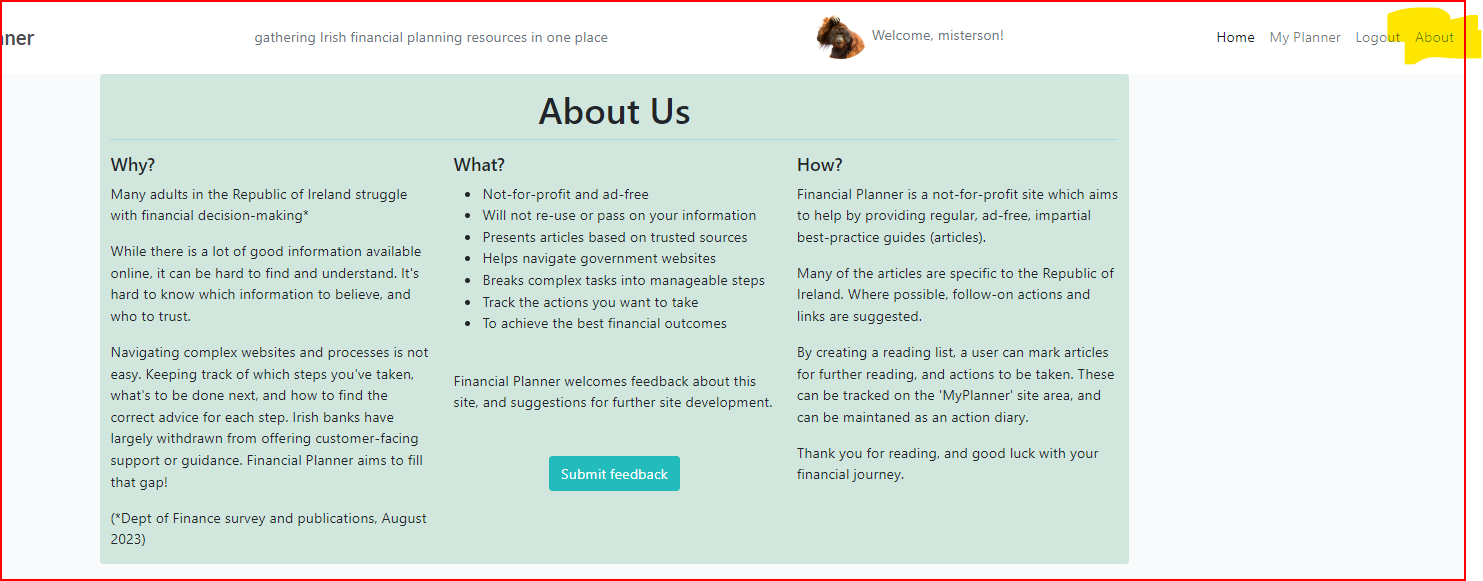 gathering Irish financial planning resources in one place
Welcome, misterson!
Home My Planner Logout About
About Us
Why?
Many adults in the Republic of Ireland struggle
with financial decision-making*
While there is a lot of good information available
online, it can be hard to find and understand. It's
hard to know which information to believe, and
who to trust.
Navigating complex websites and processes is not
easy. Keeping track of which steps you've taken,
what's to be done next, and how to find the
correct advice for each step. Irish banks have
largely withdrawn from offering customer-facing
support or guidance. Financial Planner aims to fill
that gap!
(*Dept of Finance survey and publications, August
2023)
What?
Not-for-profit and ad-free
Will not re-use or pass on your information
Presents articles based on trusted sources
Helps navigate government websites
Breaks complex tasks into manageable steps
Track the actions you want to take
To achieve the best financial outcomes
Financial Planner welcomes feedback about this
site, and suggestions for further site development.
Submit feedback
How?
Financial Planner is a not-for-profit site which aims
to help by providing regular, ad-free, impartial
best-practice guides (articles).
Many of the articles are specific to the Republic of
Ireland. Where possible, follow-on actions and
links are suggested.
By creating a reading list, a user can mark articles
for further reading, and actions to be taken. These
can be tracked on the 'MyPlanner' site area, and
can be maintaned as an action diary.
Thank you for reading, and good luck with your
financial journey.